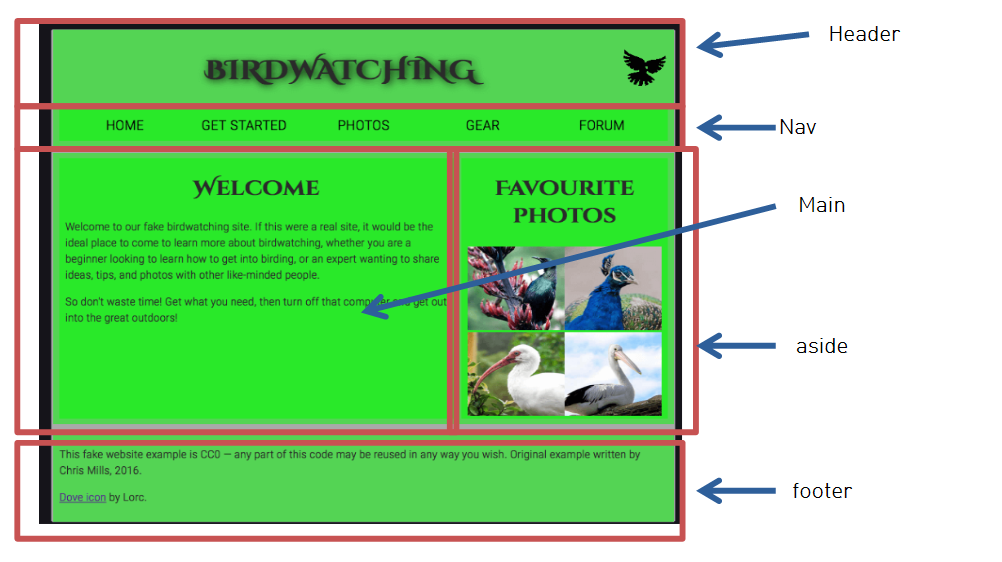 Header
BIRDWATCHING
HOME GET STARTED PHOTOS GEAR FORUM
Nav
WELCOME
Welcome to our fake birdwatching site. If this were a real site, it would be the
ideal place to come to learn more about birdwatching, whether you are a
beginner looking to learn how to get into birding, or an expert wanting to share
ideas, tips, and photos with other like-minded people.
So don't waste time! Get what you need, then turn off that computer and get out
into the great outdoors!
FAVOURITE
PHOTOS
Main
aside
This fake website example is CC0 — any part of this code may be reused in any way you wish. Original example written by
Chris Mills, 2016.
Dove icon by Lorc.
footer